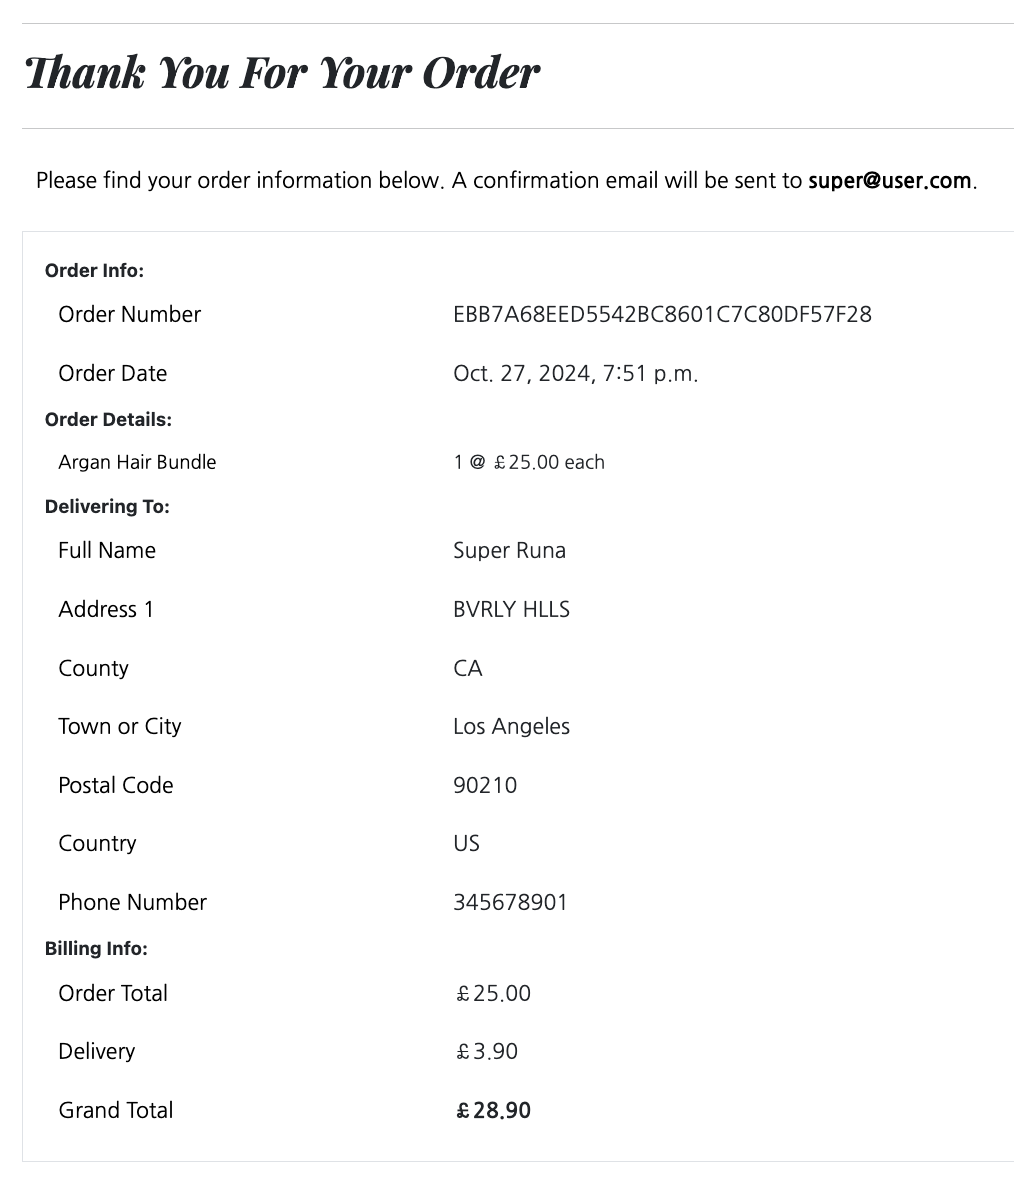 Thank You For Your Order
Please find your order information below. A confirmation email will be sent to super@user.com.
Order Info:
Order Number EBB7A68EED5542BC8601C7C80DF57F28
Order Date Oct. 27, 2024, 7:51 p.m.
Order Details:
Argan Hair Bundle 1 @ £25.00 each
Delivering To:
Full Name Super Runa
Address 1 BVRLY HLLS
County CA
Town or City Los Angeles
Postal Code 90210
Country US
Phone Number 345678901
Billing Info:
Order Total £25.00
Delivery £3.90
Grand Total £28.90